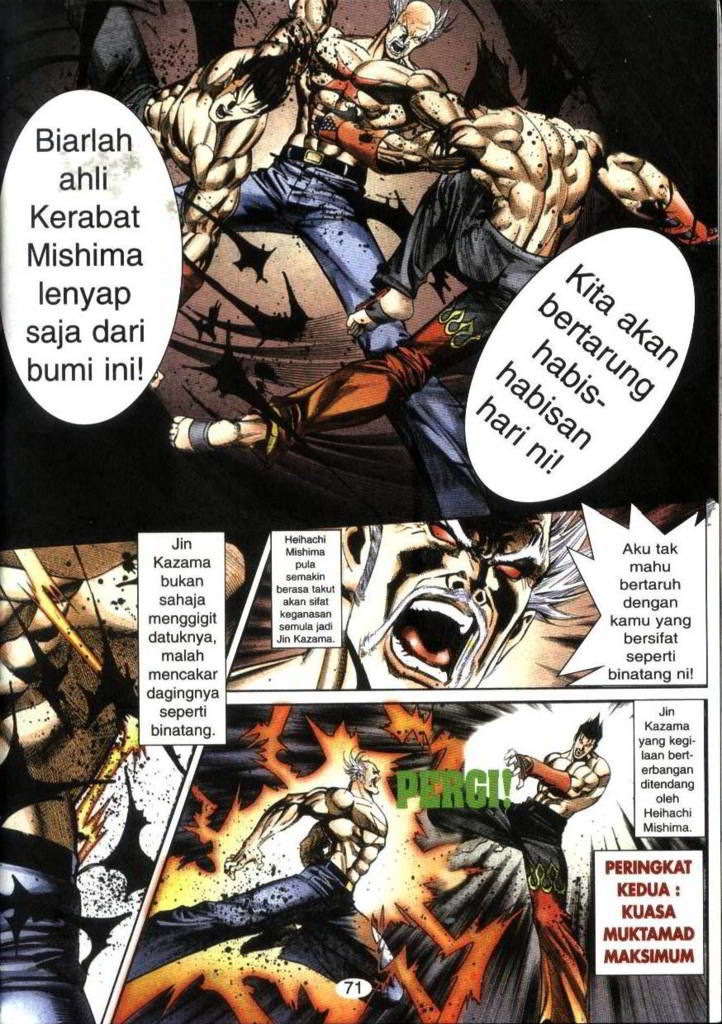 Biarlah
ahli
Kerabat
Mishima
lenyap
saja dari
bumi ini!
Kita akan
bertarung
habis-
habisan
hari ni!
Jin
Kazama
bukan
sahaja
menggigit
datuknya,
malah
mencakar
dagingnya
seperti
binatang.
Heihachi
Mishima
pula
semakin
berasa takut
akan sifat
keganasan
semula jadi
Jin Kazama.
Aku tak
mahu
bertaruh
dengan
kamu yang
bersifat
seperti
binatang ni!
PERGI!
Jin
Kazama
yang kegi-
laan bert-
erbangan
ditendang
oleh
Heihachi
Mishima.
PERINGKAT
KEDUA :
KUASA
MUKTAMAD
MAKSIMUM
71